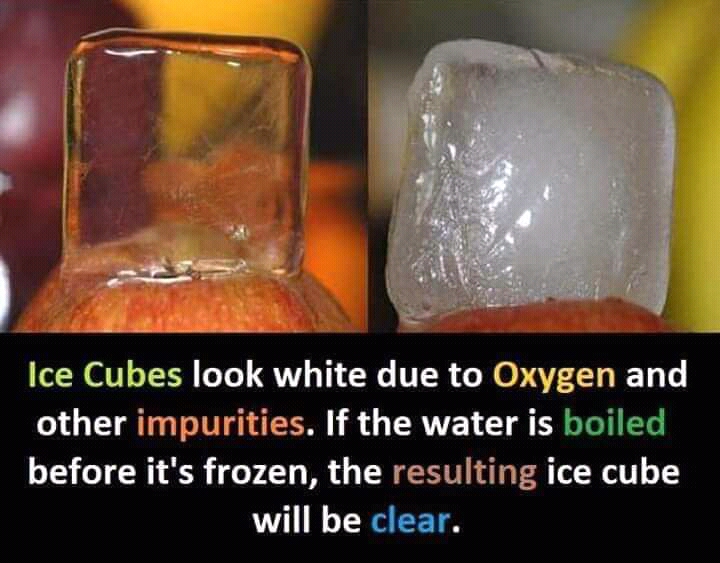 Ice Cubes look white due to Oxygen and
other impurities. If the water is boiled
before it's frozen, the resulting ice cube
will be clear.